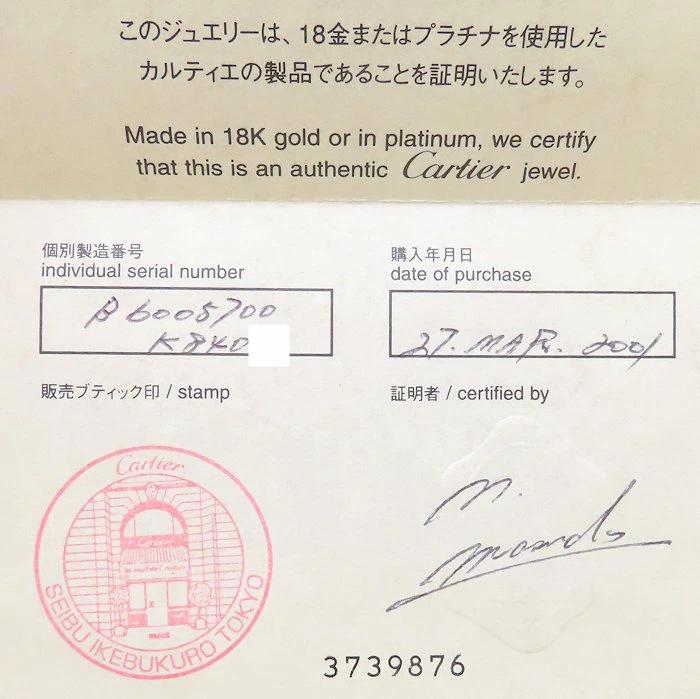 このジュエリーは、18金またはプラチナを使用した
カルティエの製品であることを証明いたします。
Made in 18K gold or in platinum, we certify
that this is an authentic Cartier jewel.
個別製造番号
individual serial number
B6005700
K840
購入年月日
date of purchase
27. MAR. 2001
販売ブティック印 / stamp
証明者 / certified by
Cartier
Cartier
PARIS
SEIBU IKEBUKURO TOKYO
M.
3739876